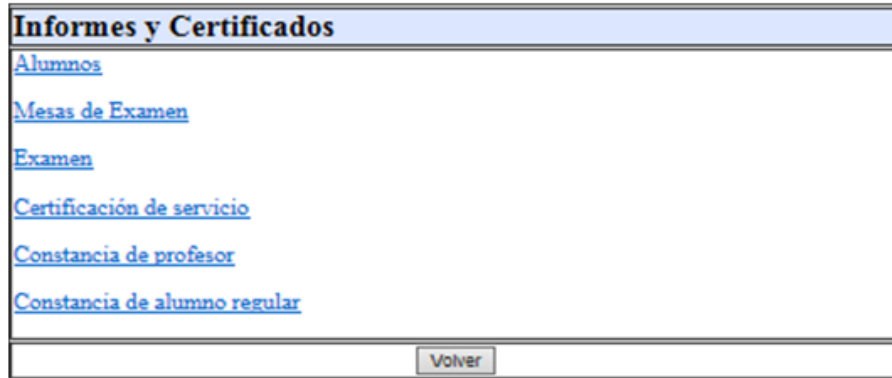 Informes y Certificados
Alumnos
Mesas de Examen
Examen
Certificación de servicio
Constancia de profesor
Constancia de alumno regular
Volver